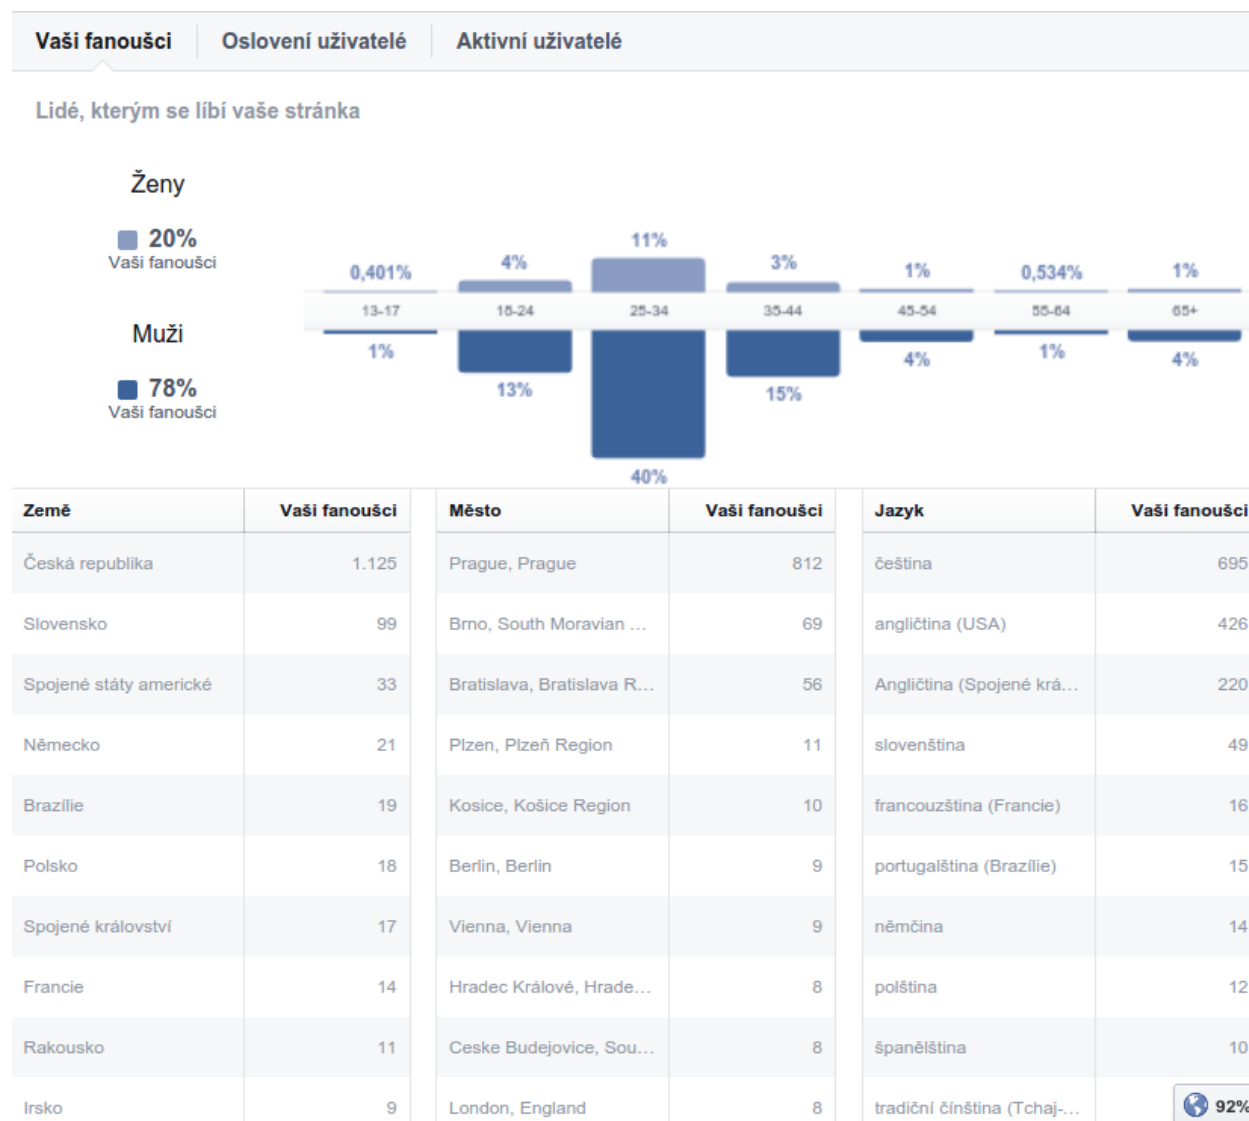 Vaši fanoušci Oslovení uživatelé Aktivní uživatelé
Lidé, kterým se líbí vaše stránka
Ženy
20%
Vaši fanoušci
0,401% 4% 11% 3% 1% 0,534% 1%
13-17 18-24 25-34 35-44 45-54 55-64 65+
Muži
78%
Vaši fanoušci
1% 13% 40% 15% 4% 1% 4%
Země Vaši fanoušci Město Vaši fanoušci Jazyk Vaši fanoušci
Česká republika 1.125 Prague, Prague 812 čeština 695
Slovensko 99 Brno, South Moravian ... 69 angličtina (USA) 426
Spojené státy americké 33 Bratislava, Bratislava R... 56 Angličtina (Spojené krá... 220
Německo 21 Plzen, Plzeň Region 11 slovenština 49
Brazílie 19 Kosice, Košice Region 10 francouzština (Francie) 16
Polsko 18 Berlin, Berlin 9 portugalština (Brazílie) 15
Spojené království 17 Vienna, Vienna 9 němčina 14
Francie 14 Hradec Králové, Hrade... 8 polština 12
Rakousko 11 Ceske Budejovice, Sou... 8 španělština 10
Irsko 9 London, England 8 tradiční čínština (Tchaj-... 92%